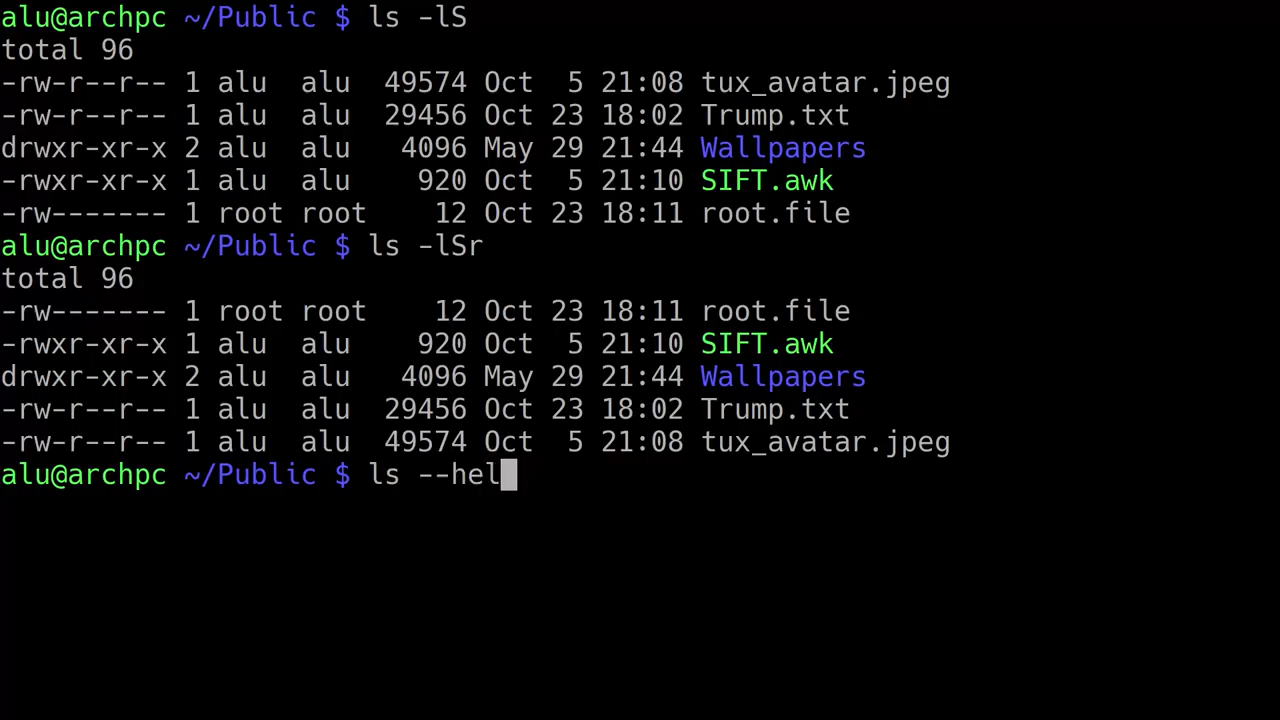 alu@archpc ~/Public $ ls -lS
total 96
-rw-r--r-- 1 alu  alu  49574 Oct  5 21:08 tux_avatar.jpeg
-rw-r--r-- 1 alu  alu  29456 Oct 23 18:02 Trump.txt
drwxr-xr-x 2 alu  alu   4096 May 29 21:44 Wallpapers
-rwxr-xr-x 1 alu  alu    920 Oct  5 21:10 SIFT.awk
-rw------- 1 root root    12 Oct 23 18:11 root.file
alu@archpc ~/Public $ ls -lSr
total 96
-rw------- 1 root root    12 Oct 23 18:11 root.file
-rwxr-xr-x 1 alu  alu    920 Oct  5 21:10 SIFT.awk
drwxr-xr-x 2 alu  alu   4096 May 29 21:44 Wallpapers
-rw-r--r-- 1 alu  alu  29456 Oct 23 18:02 Trump.txt
-rw-r--r-- 1 alu  alu  49574 Oct  5 21:08 tux_avatar.jpeg
alu@archpc ~/Public $ ls --hel